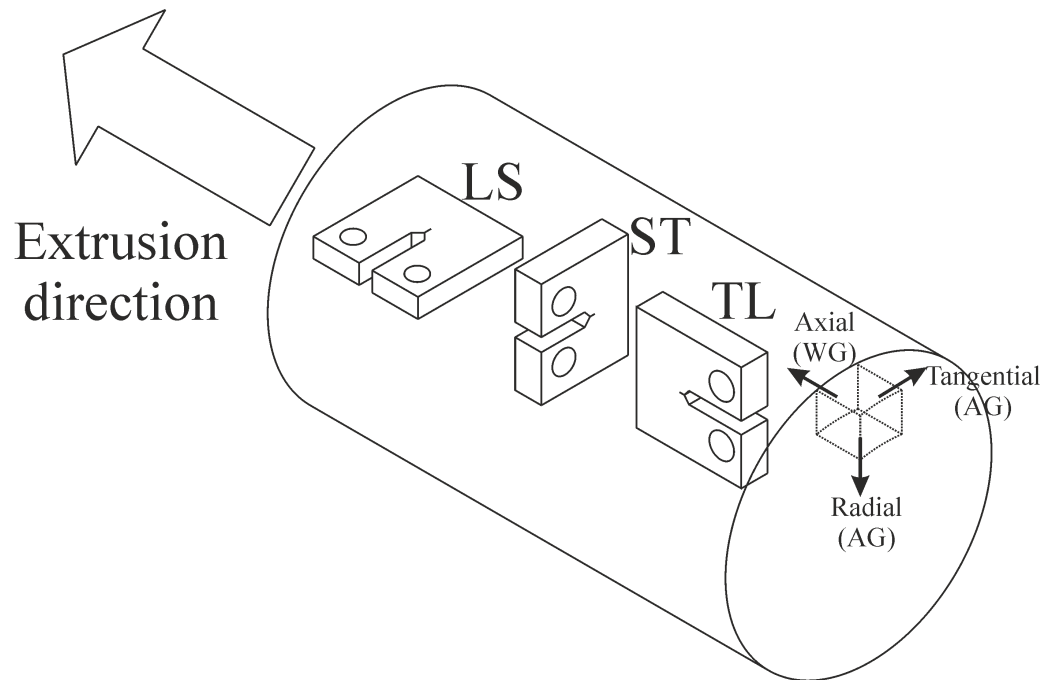 LS
ST
Extrusion
direction
TL
Axial
(WG)
Tangential
(AG)
Radial
(AG)